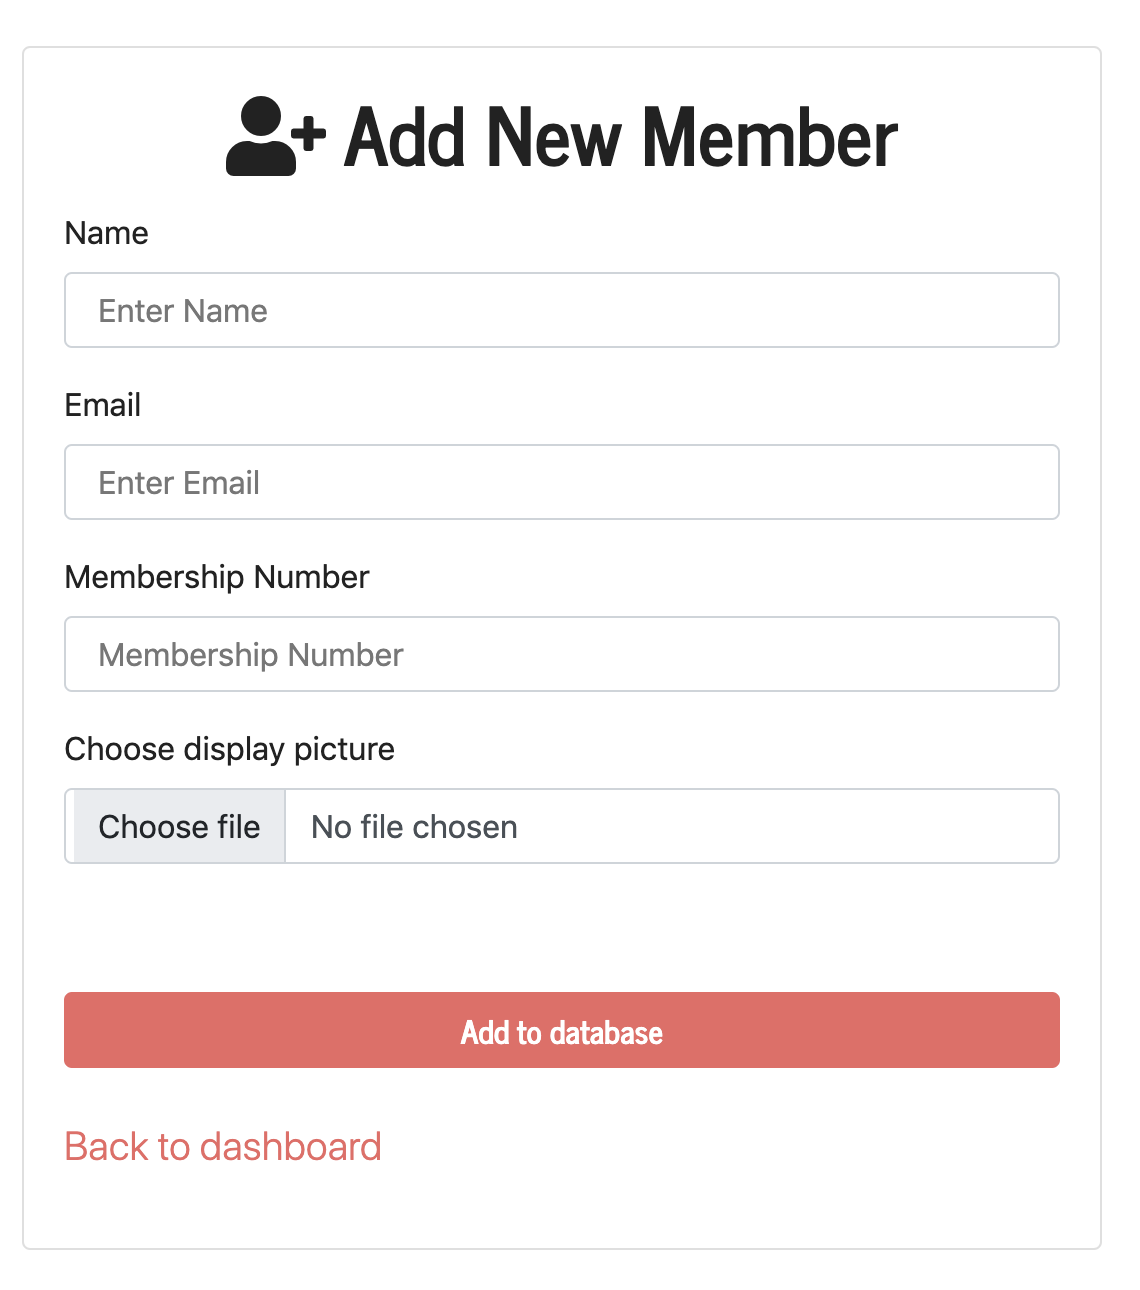 Add New Member
Name
Enter Name
Email
Enter Email
Membership Number
Membership Number
Choose display picture
Choose file No file chosen
Add to database
Back to dashboard